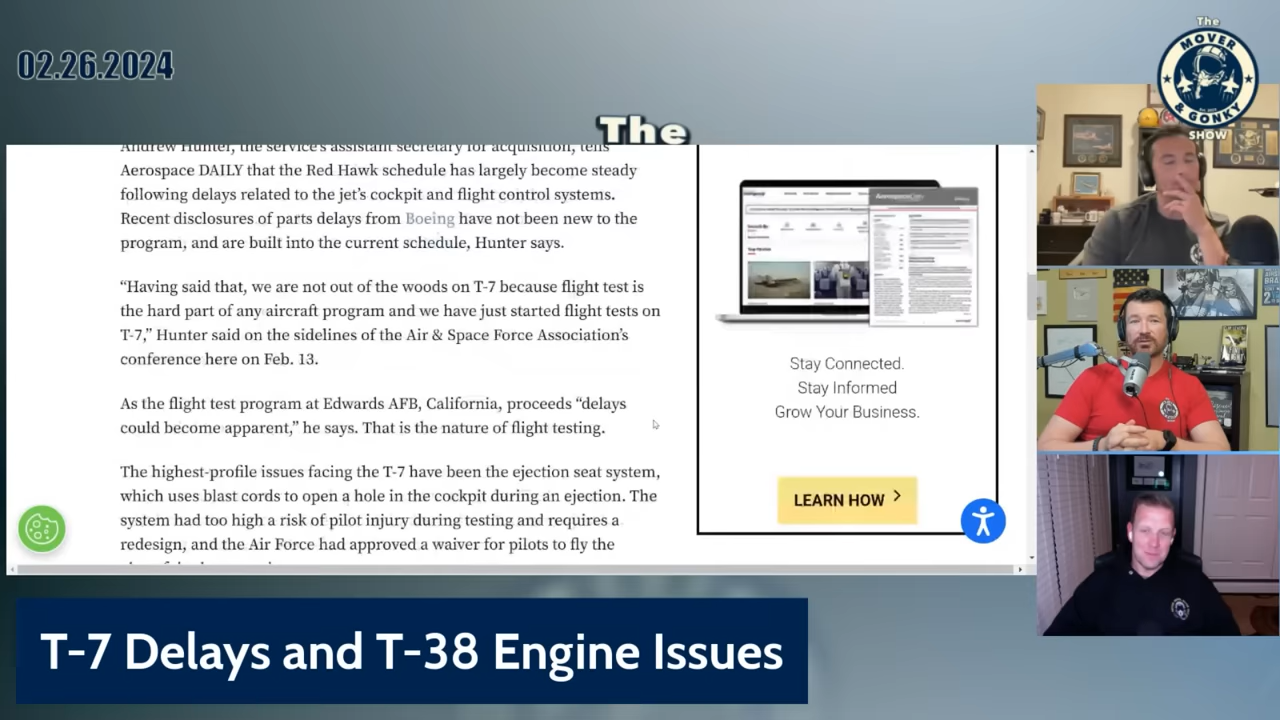 02.26.2024
The
MOVER
& GONKY
SHOW
The
Andrew Hunter, the service's assistant secretary for acquisition, tells
Aerospace DAILY that the Red Hawk schedule has largely become steady
following delays related to the jet's cockpit and flight control systems.
Recent disclosures of parts delays from Boeing have not been new to the
program, and are built into the current schedule, Hunter says.
“Having said that, we are not out of the woods on T-7 because flight test is
the hard part of any aircraft program and we have just started flight tests on
T-7,” Hunter said on the sidelines of the Air & Space Force Association’s
conference here on Feb. 13.
As the flight test program at Edwards AFB, California, proceeds “delays
could become apparent,” he says. That is the nature of flight testing.
The highest-profile issues facing the T-7 have been the ejection seat system,
which uses blast cords to open a hole in the cockpit during an ejection. The
system had too high a risk of pilot injury during testing and requires a
redesign, and the Air Force had approved a waiver for pilots to fly the
Stay Connected.
Stay Informed
Grow Your Business.
LEARN HOW
T-7 Delays and T-38 Engine Issues